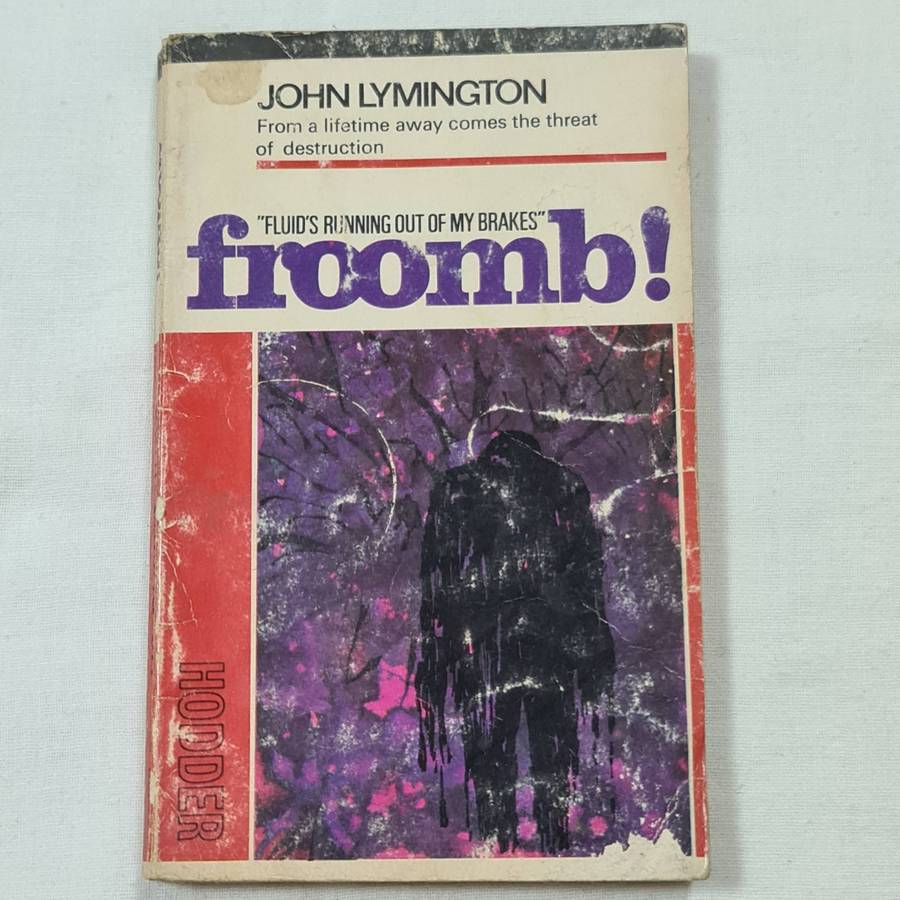 JOHN LYMINGTON
From a lifetime away comes the threat
of destruction
"FLUID'S RUNNING OUT OF MY BRAKES"
froomb!
HODDER